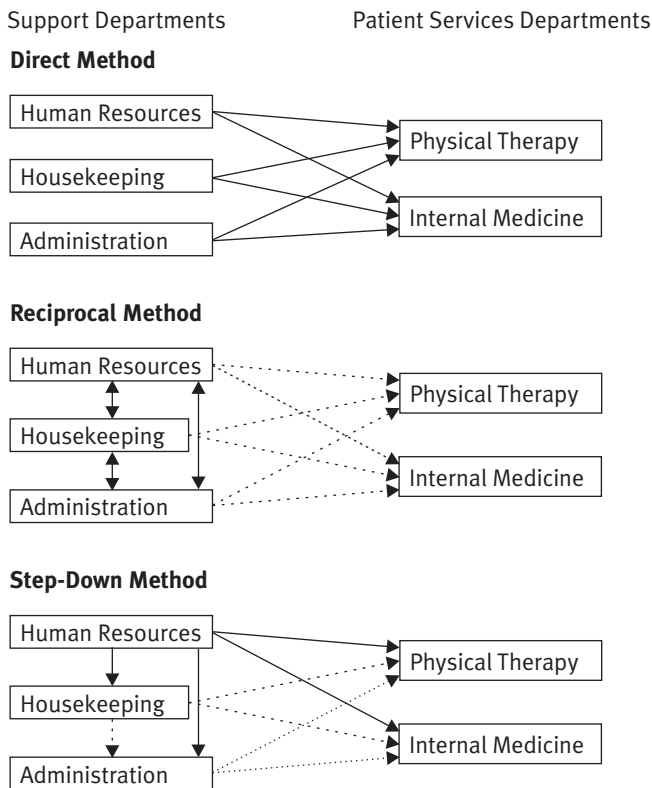 Support Departments Patient Services Departments
Direct Method
Human Resources
Physical Therapy
Housekeeping
Internal Medicine
Administration
Reciprocal Method
Human Resources
Physical Therapy
Housekeeping
Internal Medicine
Administration
Step-Down Method
Human Resources
Physical Therapy
Housekeeping
Internal Medicine
Administration